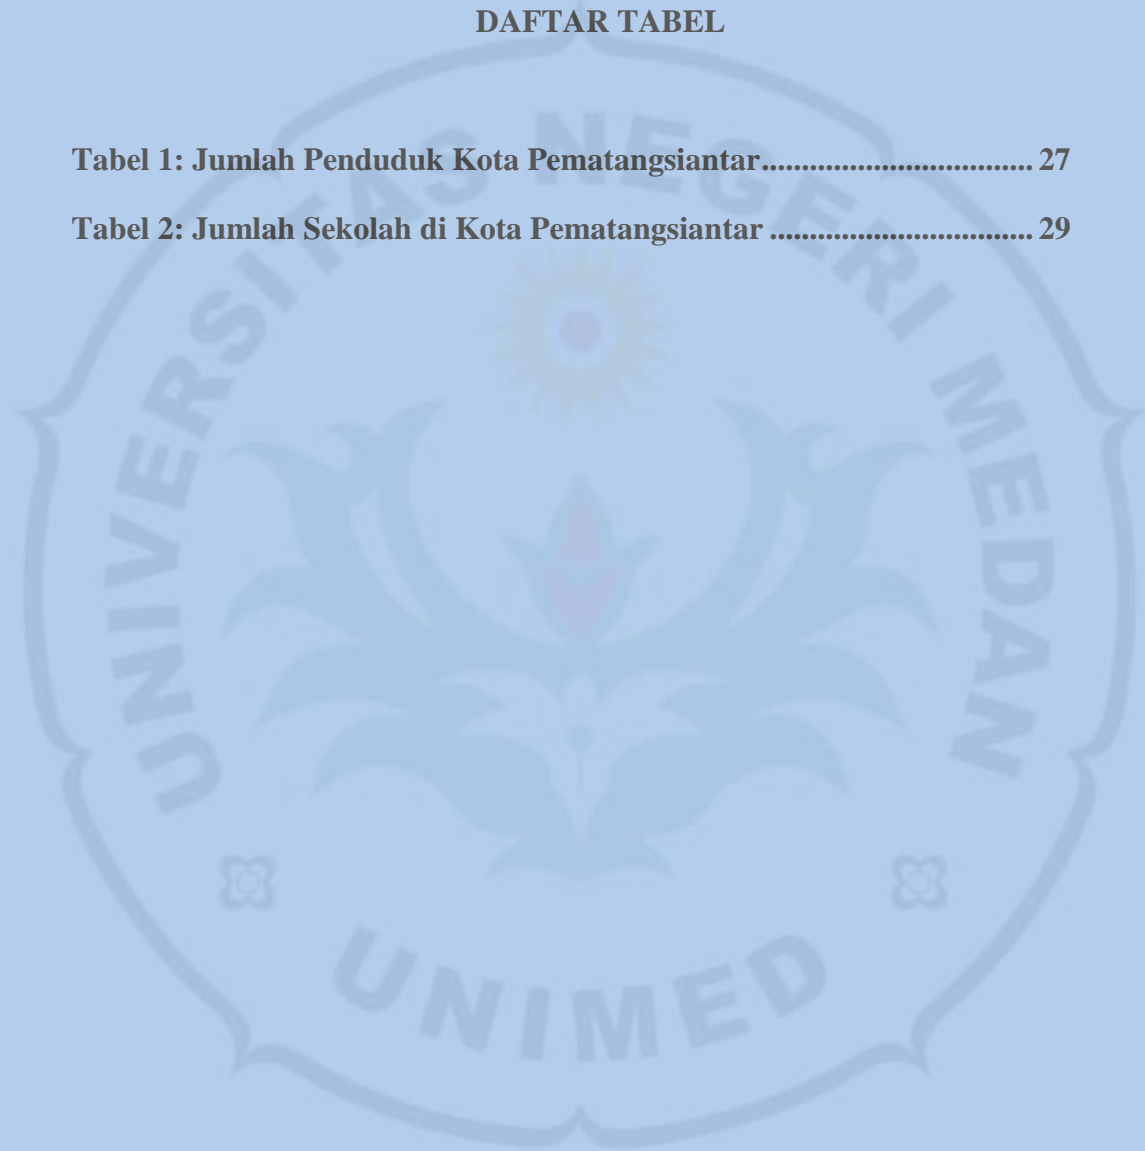 DAFTAR TABEL
Tabel 1: Jumlah Penduduk Kota Pematangsiantar.................................. 27
Tabel 2: Jumlah Sekolah di Kota Pematangsiantar ................................. 29
UNIVERSITAS NEGERI MEDAN
UNIMED